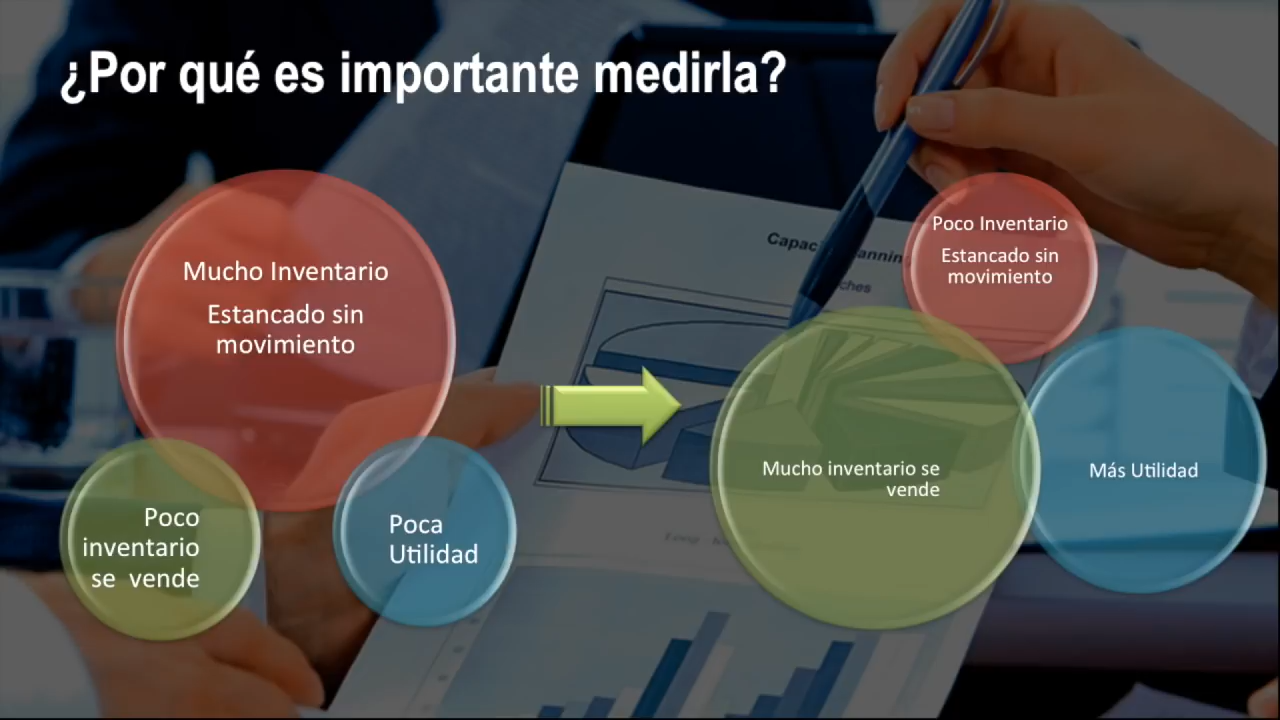 ¿Por qué es importante medirla?
Mucho Inventario
Estancado sin
movimiento
Poco
inventario
se vende
Poca
Utilidad
Poco Inventario
Estancado sin
movimiento
Mucho inventario se
vende
Más Utilidad